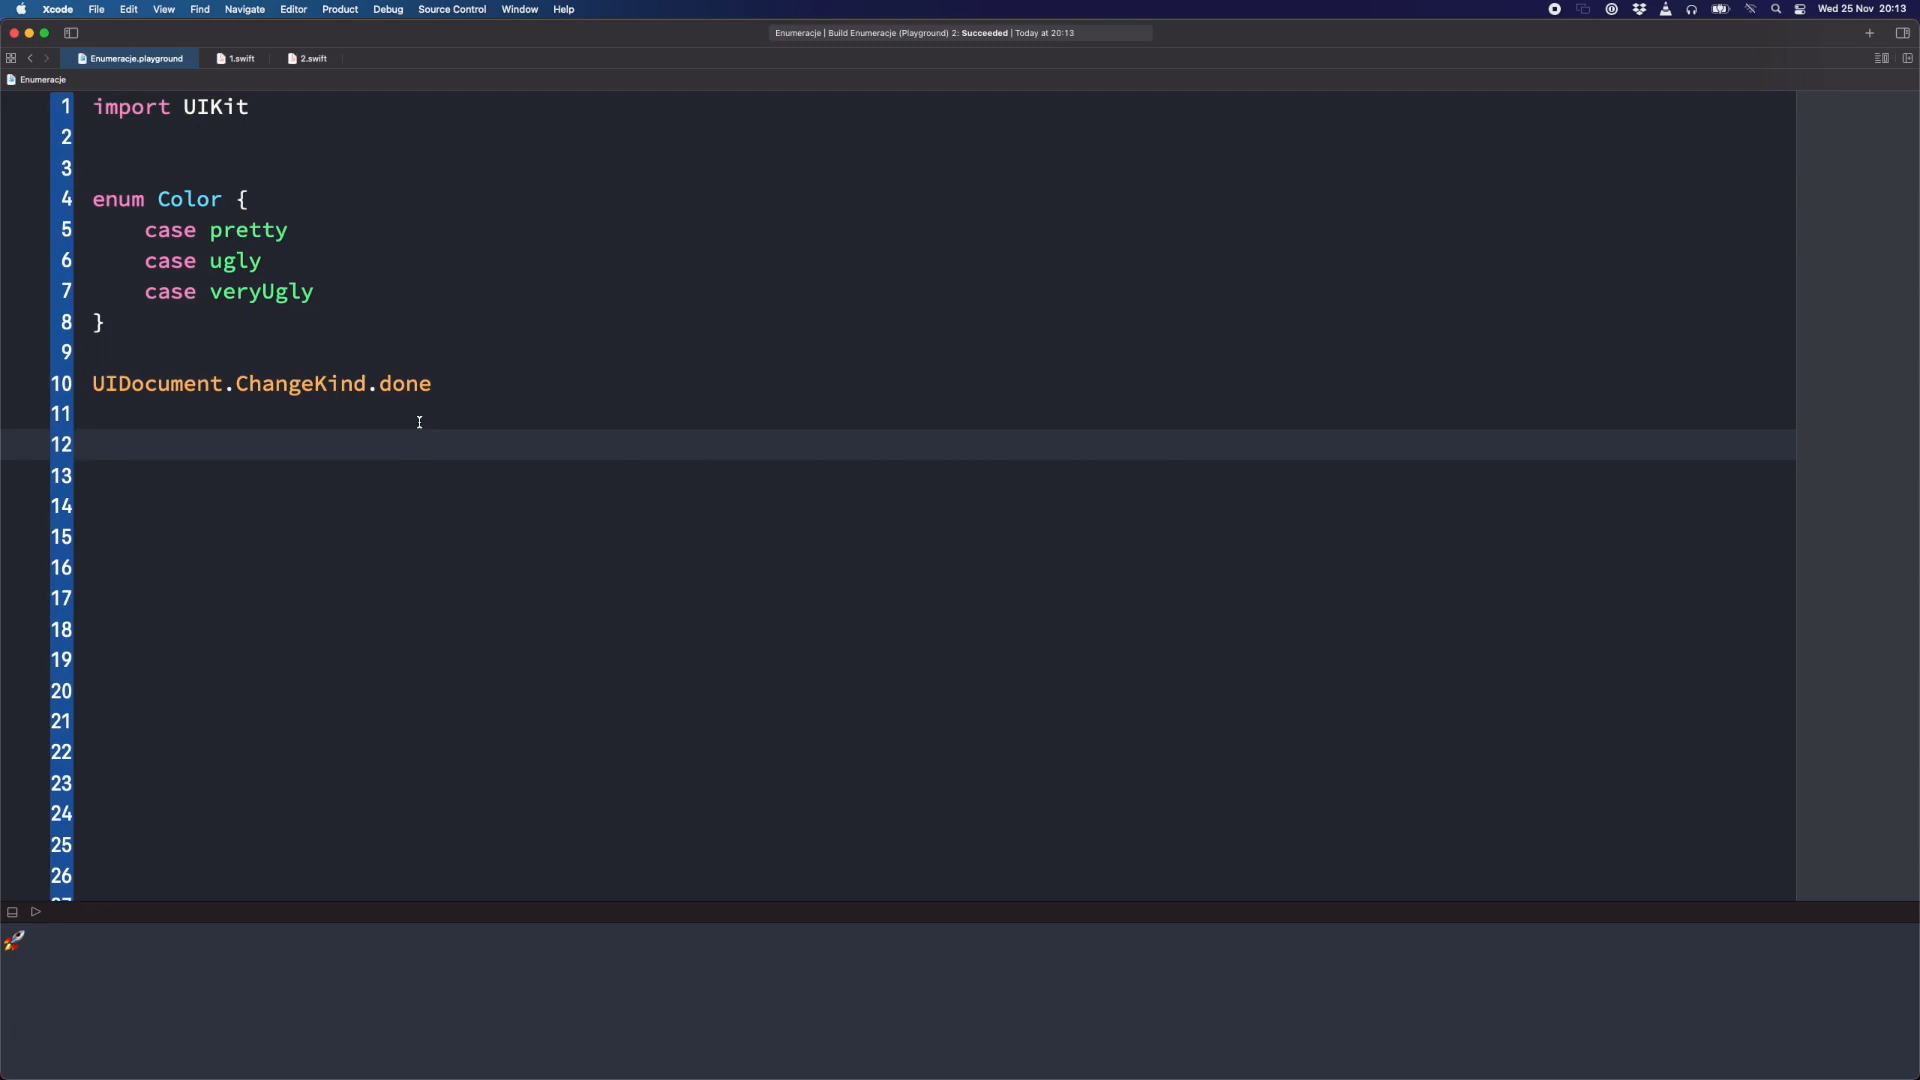 Xcode File Edit View Find Navigate Editor Product Debug Source Control Window Help Wed 25 Nov 20:13
Enumeracje | Build Enumeracje (Playground) 2: Succeeded | Today at 20:13
Enumeracje.playground 1.swift 2.swift
Enumeracje
1 import UIKit
2
3
4 enum Color {
5 case pretty
6 case ugly
7 case veryUgly
8 }
9
10 UIDocument.ChangeKind.done
11
12
13
14
15
16
17
18
19
20
21
22
23
24
25
26